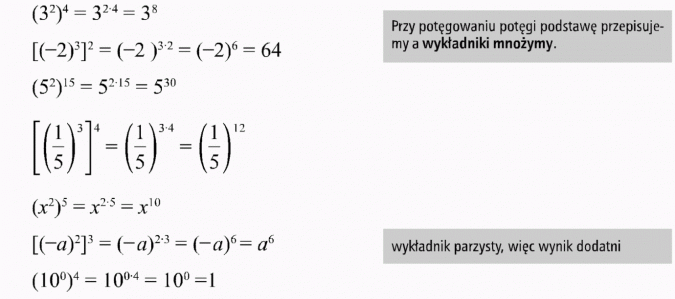 (3²)⁴ = 3²·⁴ = 3⁸
Przy potęgowaniu potęgi podstawę przepisuje-
my a wykładniki mnożymy.
[(−2)³]² = (−2 )³·² = (−2)⁶ = 64
(5²)¹⁵ = 5²·¹⁵ = 5³⁰
[(1/5)³]⁴ = (1/5)³·⁴ = (1/5)¹²
(x²)⁵ = x²·⁵ = x¹⁰
[(−a)²]³ = (−a)²·³ = (−a)⁶ = a⁶
wykładnik parzysty, więc wynik dodatni
(10⁰)⁴ = 10⁰·⁴ = 10⁰ =1